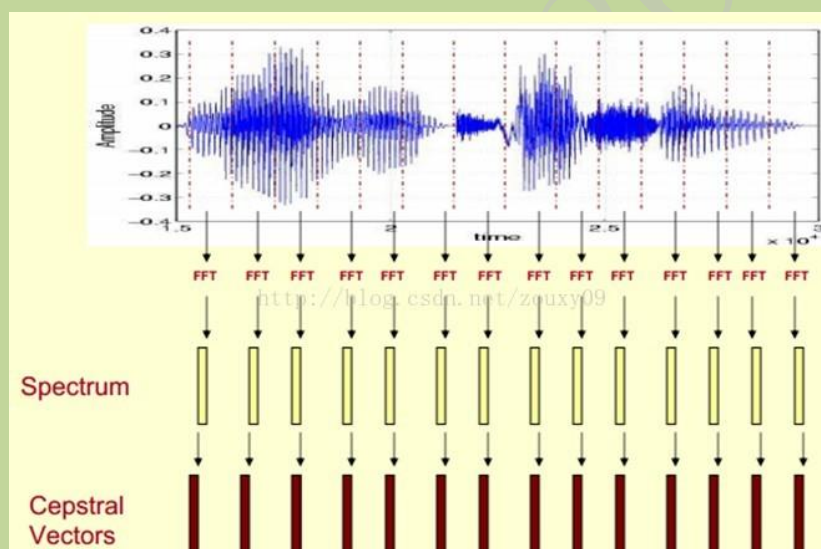 0.4
0.3
0.2
0.1
0
-0.1
-0.2
-0.3
-0.4
Amplitude
1.5 2 2.5 3
time
x 10
FFT FFT FFT FFT FFT FFT FFT FFT FFT FFT FFT FFT FFT FFT
http://blog.csdn.net/zouxy09
Spectrum
Cepstral
Vectors